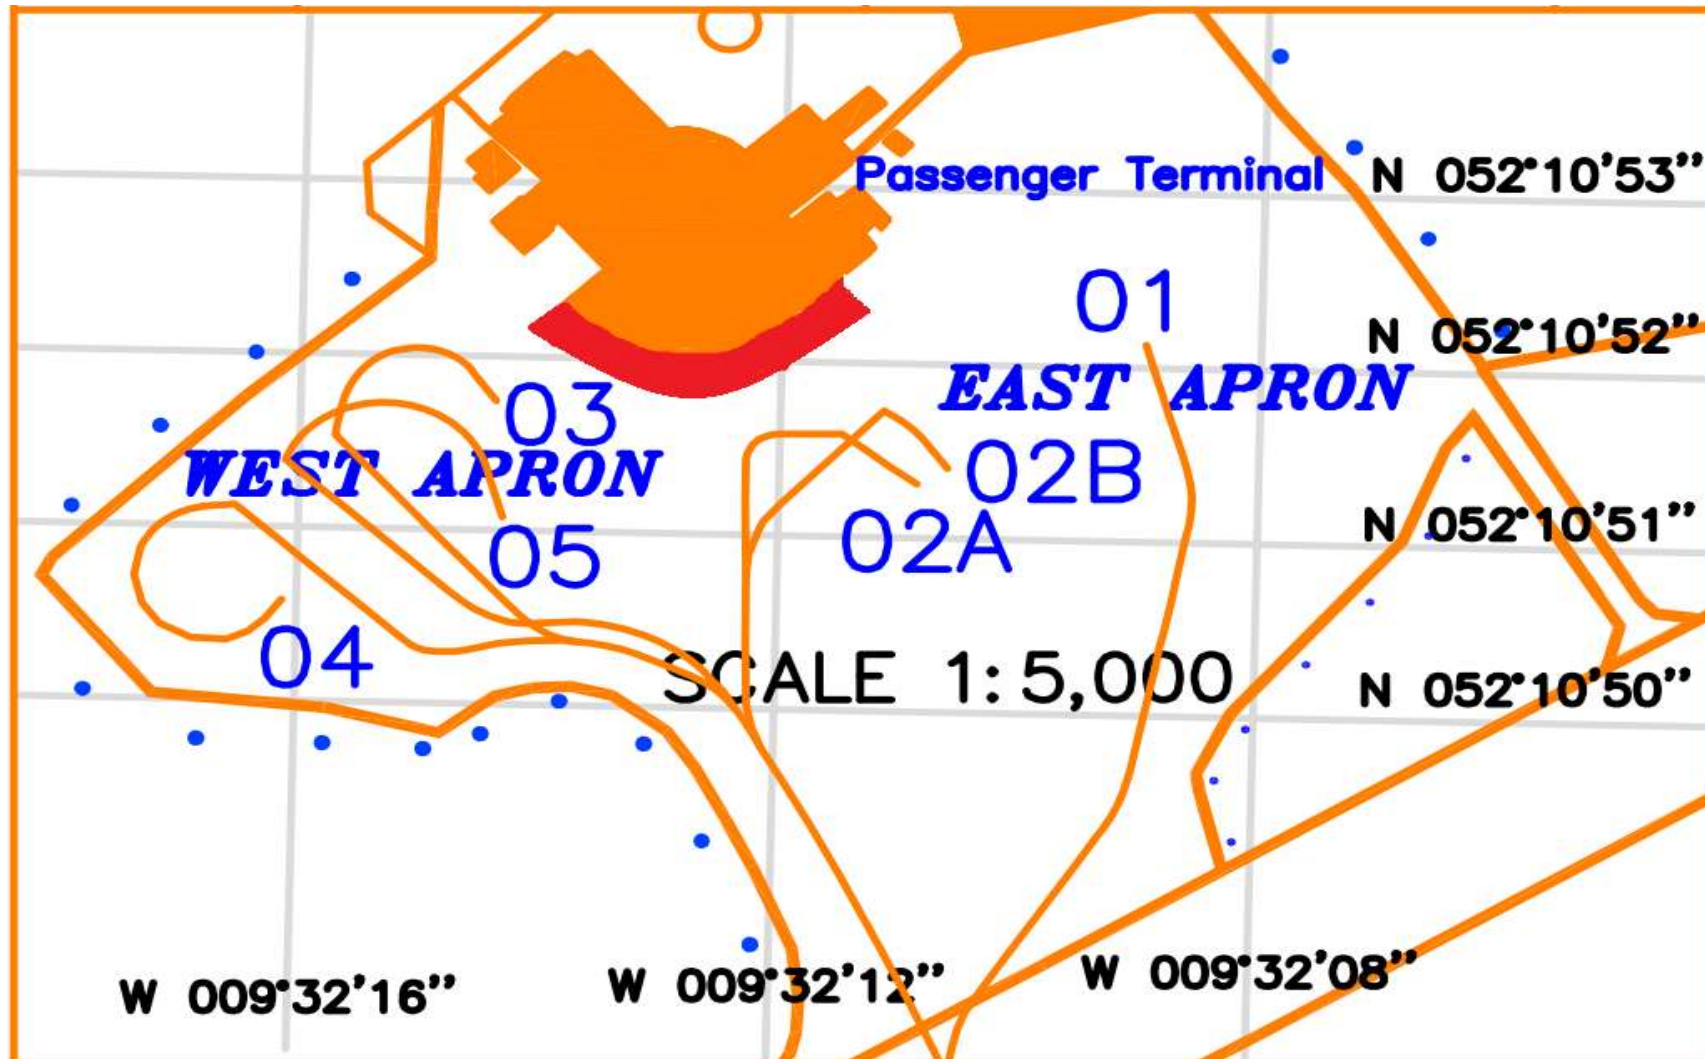 Passenger Terminal
N 052°10'53”
01
N 052°10'52”
EAST APRON
03
02B
WEST APRON
02A
N 052°10'51”
05
04
SCALE 1:5,000
N 052°10'50”
W 009°32'16”
W 009°32'12”
W 009°32'08”